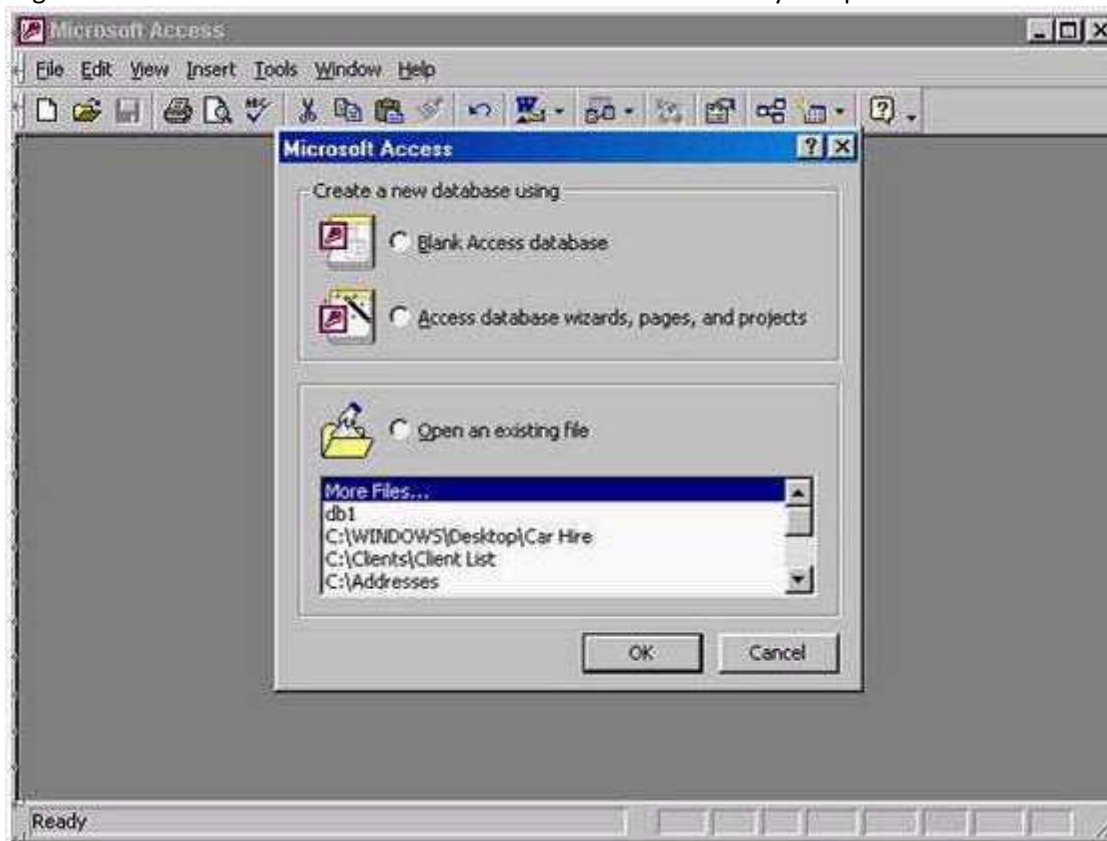 Microsoft Access
File Edit View Insert Tools Window Help
Microsoft Access
Create a new database using
Blank Access database
Access database wizards, pages, and projects
Open an existing file
More Files...
db1
C:\WINDOWS\Desktop\Car Hire
C:\Clients\Client List
C:\Addresses
OK Cancel
Ready